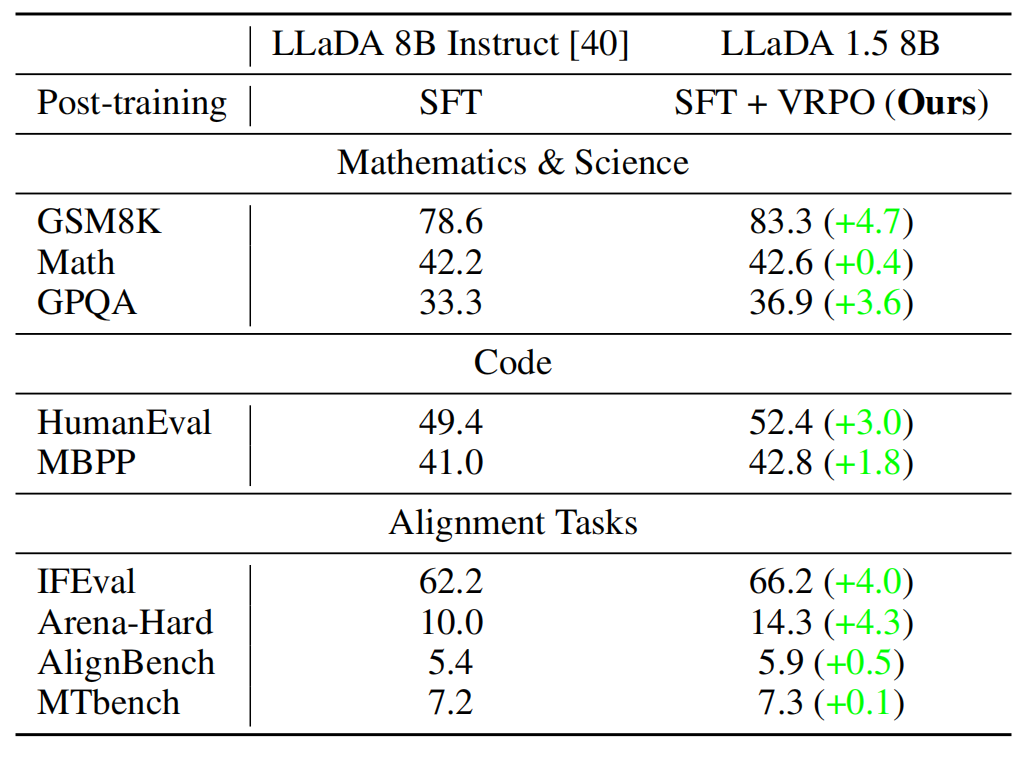 LLaDA 8B Instruct [40] LLaDA 1.5 8B
Post-training SFT SFT + VRPO (Ours)
Mathematics & Science
GSM8K 78.6 83.3 (+4.7)
Math 42.2 42.6 (+0.4)
GPQA 33.3 36.9 (+3.6)
Code
HumanEval 49.4 52.4 (+3.0)
MBPP 41.0 42.8 (+1.8)
Alignment Tasks
IFEval 62.2 66.2 (+4.0)
Arena-Hard 10.0 14.3 (+4.3)
AlignBench 5.4 5.9 (+0.5)
MTbench 7.2 7.3 (+0.1)